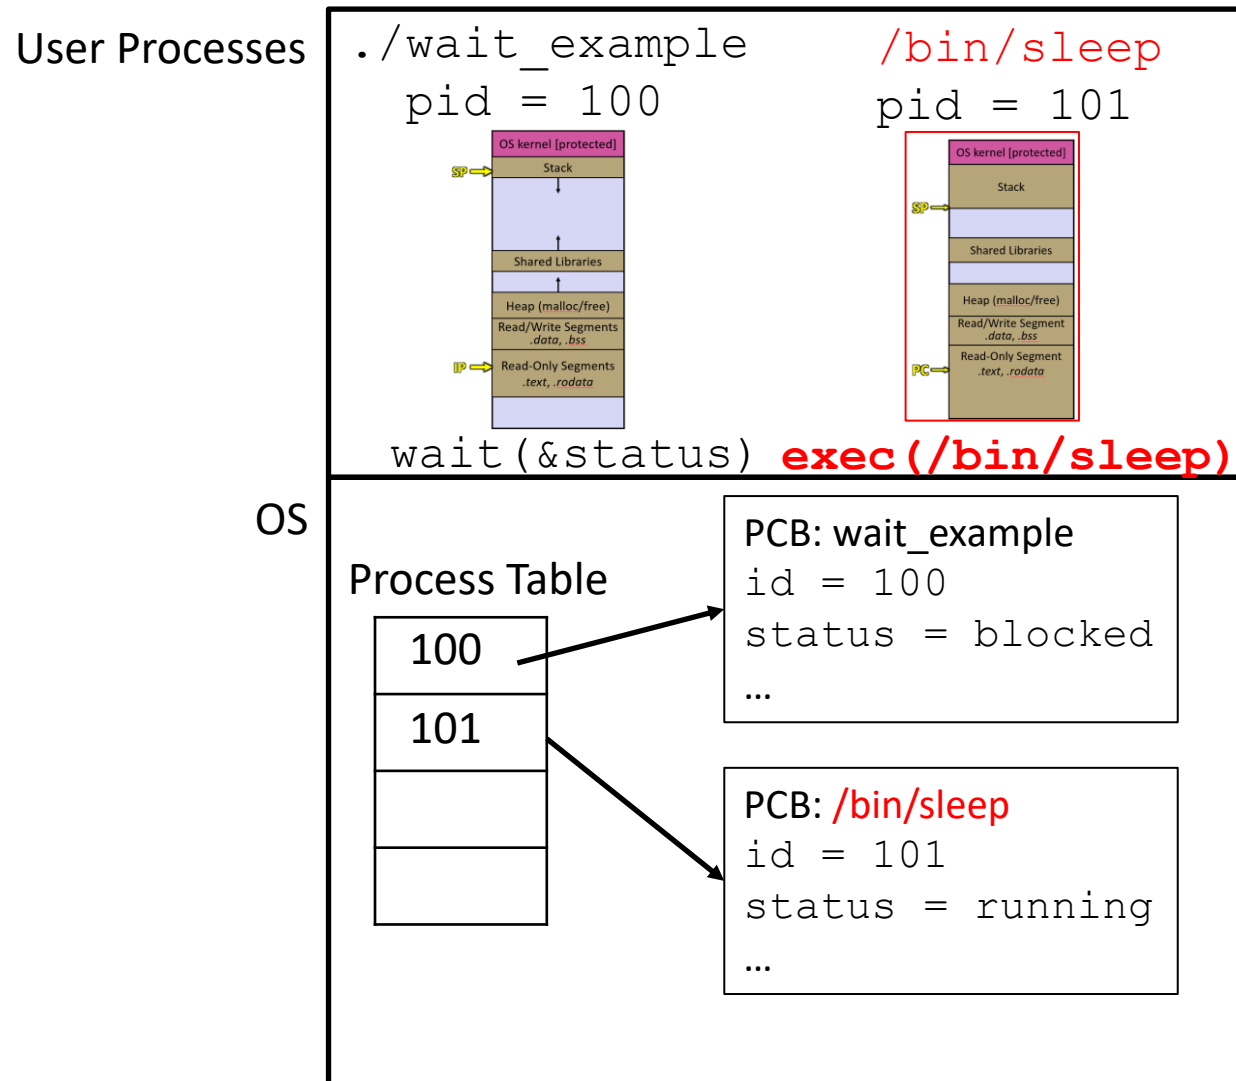 User Processes
./wait_example
pid = 100
OS kernel [protected]
SP
Stack
Shared Libraries
Heap (malloc/free)
Read/Write Segments
.data, .bss
IP
Read-Only Segments
.text, .rodata
wait(&status)
/bin/sleep
pid = 101
OS kernel [protected]
Stack
SP
Shared Libraries
Heap (malloc/free)
Read/Write Segment
.data, .bss
PC
Read-Only Segment
.text, .rodata
exec(/bin/sleep)
OS
Process Table
100
101
PCB: wait_example
id = 100
status = blocked
…
PCB: /bin/sleep
id = 101
status = running
…